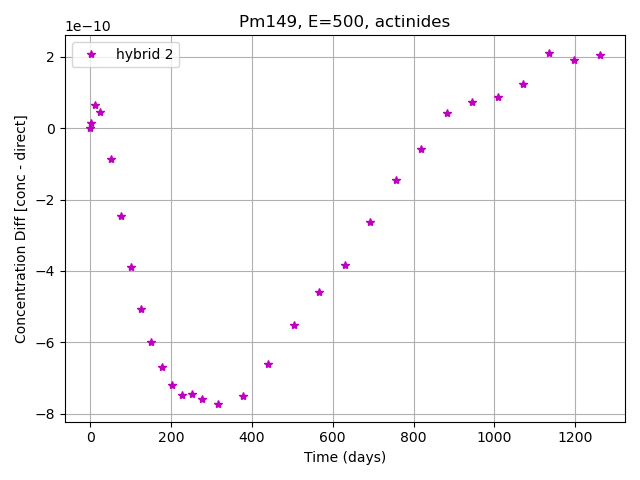 Pm149, E=500, actinides
1e−10
hybrid 2
2
0
−2
−4
−6
−8
Concentration Diff [conc - direct]
0 200 400 600 800 1000 1200
Time (days)